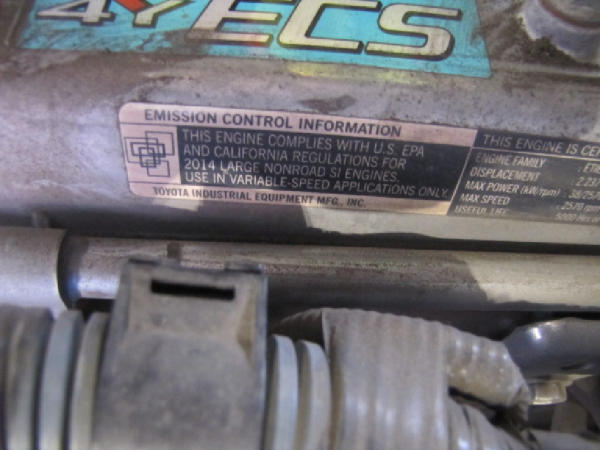 4Y ECS
EMISSION CONTROL INFORMATION
THIS ENGINE COMPLIES WITH U.S. EPA
AND CALIFORNIA REGULATIONS FOR
2014 LARGE NONROAD SI ENGINES.
USE IN VARIABLE-SPEED APPLICATIONS ONLY.
TOYOTA INDUSTRIAL EQUIPMENT MFG., INC.
THIS ENGINE IS
ENGINE FAMILY :
DISPLACEMENT :
MAX POWER (kW/rpm) :
MAX SPEED :
USEFUL LIFE